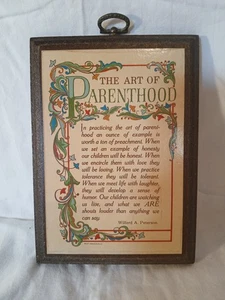 THE ART OF
PARENTHOOD
In practicing the art of parent-
hood an ounce of example is
worth a ton of preachment. When
we set an example of honesty
our children will be honest. When
we encircle them with love they
will be loving. When we practice
tolerance they will be tolerant.
When we meet life with laughter,
they will develop a sense of
humor. Our children are watching
us live, and what we ARE
shouts louder than anything we
can say.
Wilferd A. Peterson